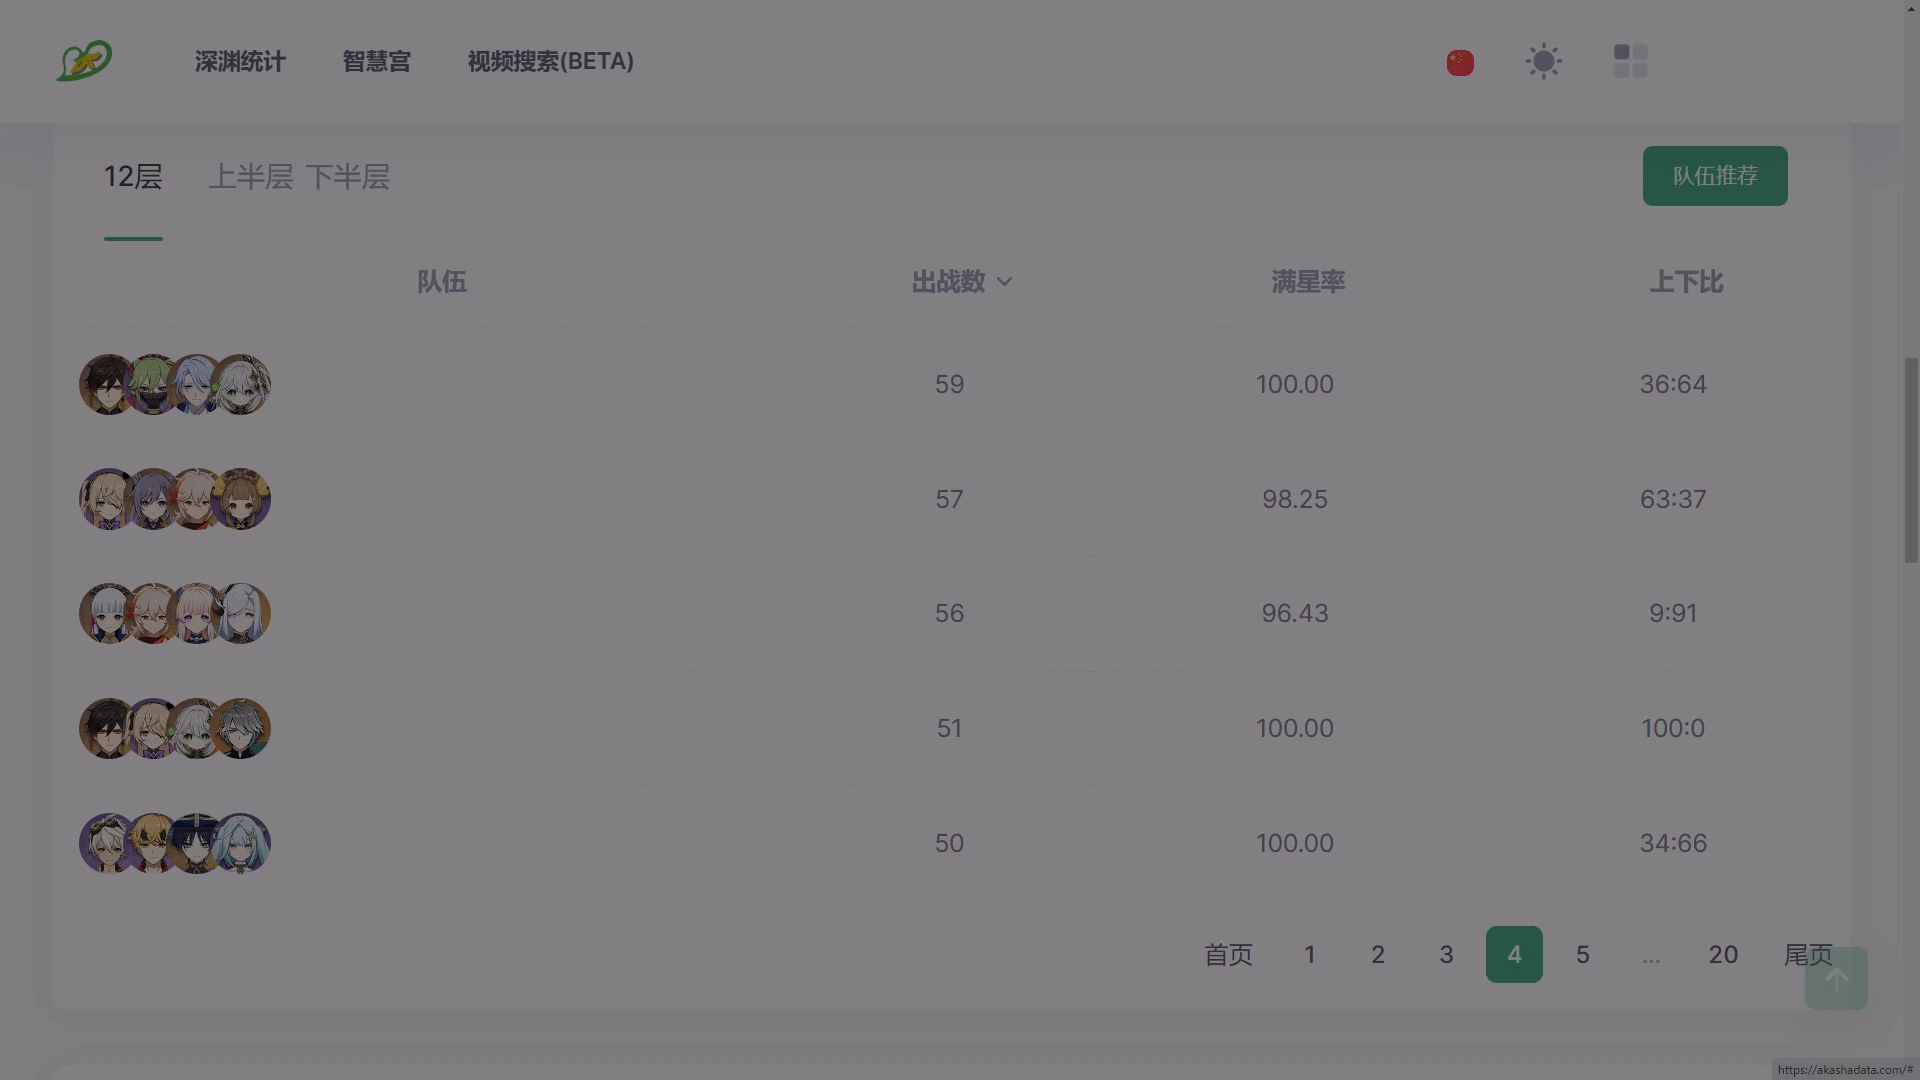 深渊统计 智慧宫 视频搜索(BETA)
12层 上半层 下半层 队伍推荐
队伍 出战数 满星率 上下比
59 100.00 36:64
57 98.25 63:37
56 96.43 9:91
51 100.00 100:0
50 100.00 34:66
首页 1 2 3 4 5 ... 20 尾页
https://akashadata.com/#